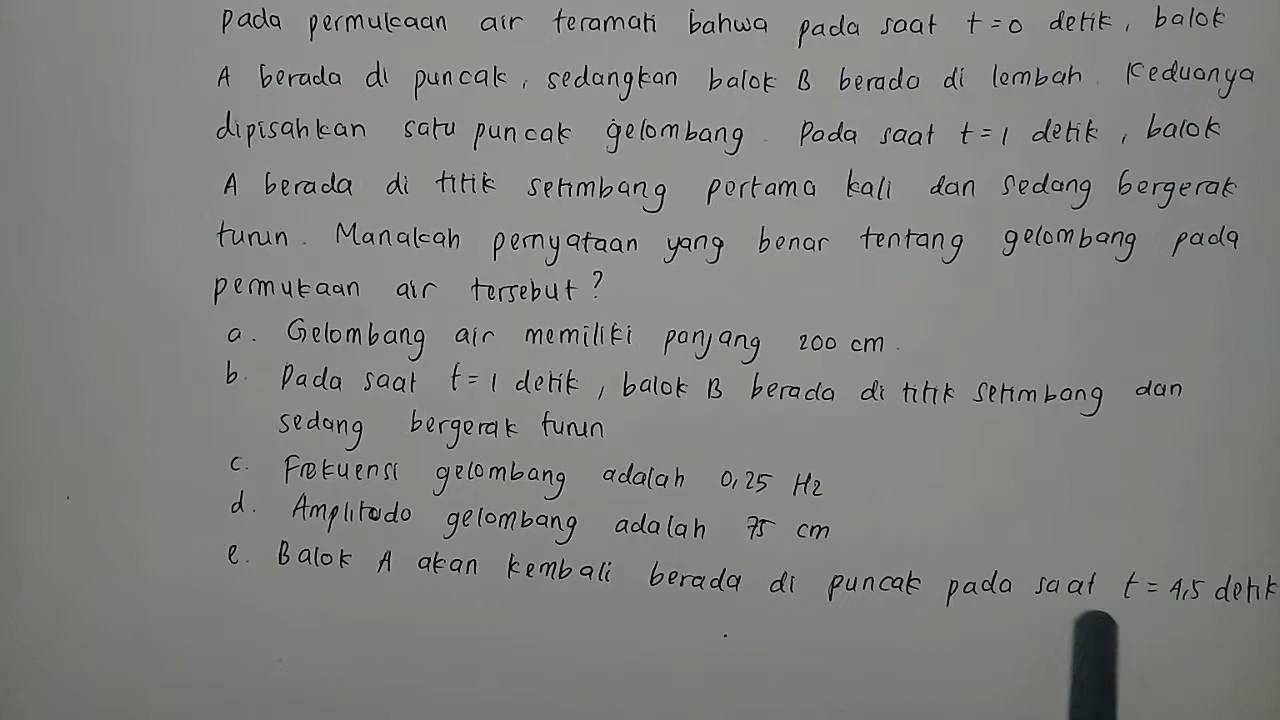 pada permukaan air teramati bahwa pada saat t=0 detik, balok
A berada di puncak, sedangkan balok B berada di lembah. Keduanya
dipisahkan satu puncak gelombang. Pada saat t=1 detik, balok
A berada di titik setimbang pertama kali dan sedang bergerak
turun. Manakah pernyataan yang benar tentang gelombang pada
permukaan air tersebut?
a. Gelombang air memiliki panjang 200 cm.
b. Pada saat t=1 detik, balok B berada di titik setimbang dan
sedang bergerak turun
c. Frekuensi gelombang adalah 0,25 Hz
d. Amplitudo gelombang adalah 75 cm
e. Balok A akan kembali berada di puncak pada saat t = 4,5 detik